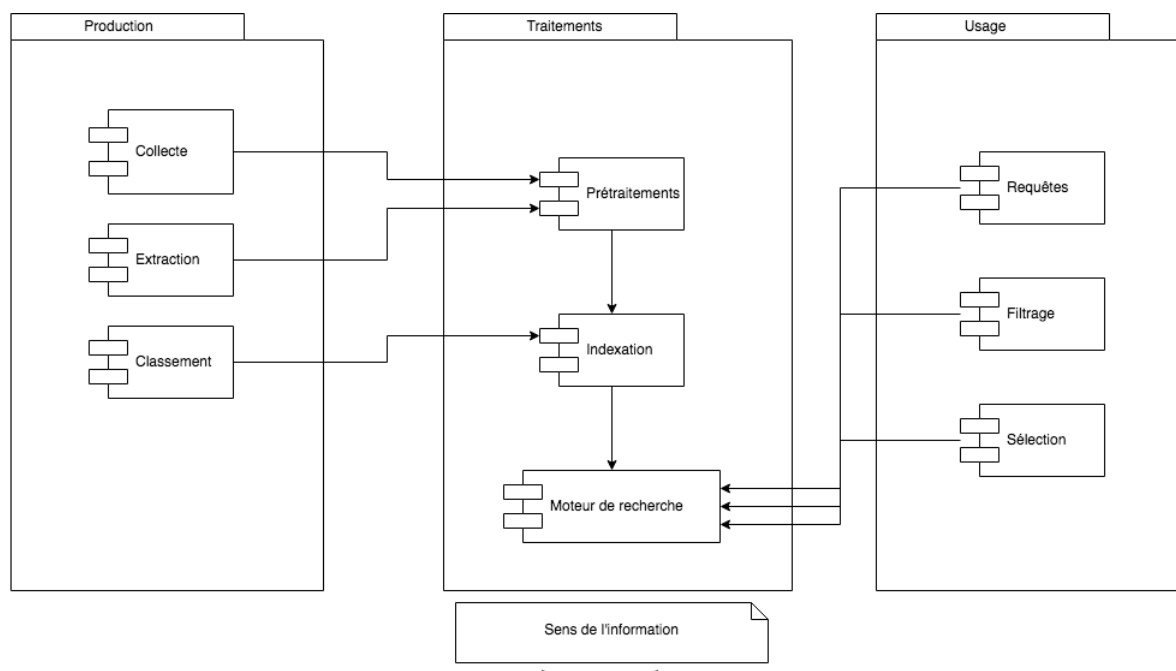 Production
Collecte
Extraction
Classement
Traitements
Prétraitements
Indexation
Moteur de recherche
Usage
Requêtes
Filtrage
Sélection
Sens de l'information